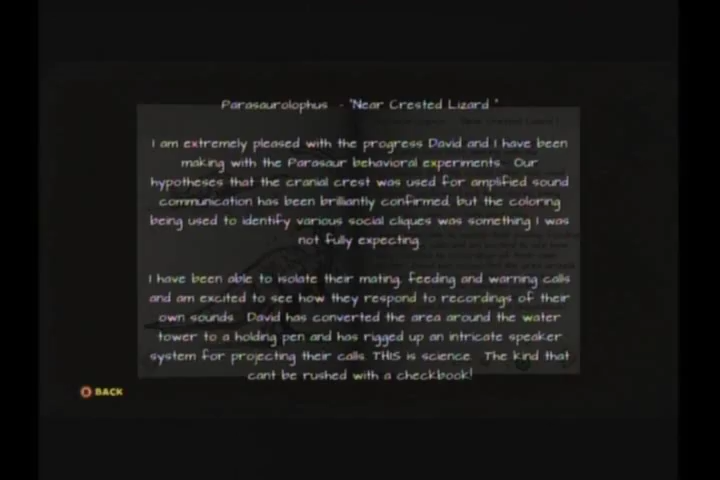 Parasaurolophus - "Near Crested Lizard "
I am extremely pleased with the progress David and I have been
making with the Parasaur behavioral experiments. Our
hypotheses that the cranial crest was used for amplified sound
communication has been brilliantly confirmed, but the coloring
being used to identify various social cliques was something I was
not fully expecting.
I have been able to isolate their mating, feeding and warning calls
and am excited to see how they respond to recordings of their
own sounds. David has converted the area around the water
tower to a holding pen and has rigged up an intricate speaker
system for projecting their calls. THIS is science. The kind that
cant be rushed with a checkbook!
BACK